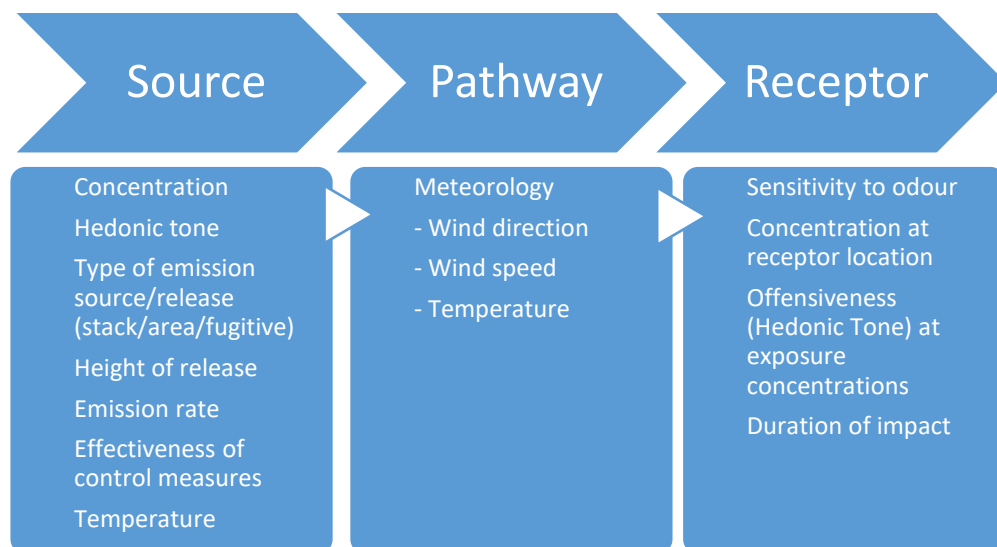 Source
Pathway
Receptor
Concentration
Hedonic tone
Type of emission
source/release
(stack/area/fugitive)
Height of release
Emission rate
Effectiveness of
control measures
Temperature
Meteorology
- Wind direction
- Wind speed
- Temperature
Sensitivity to odour
Concentration at
receptor location
Offensiveness
(Hedonic Tone) at
exposure
concentrations
Duration of impact